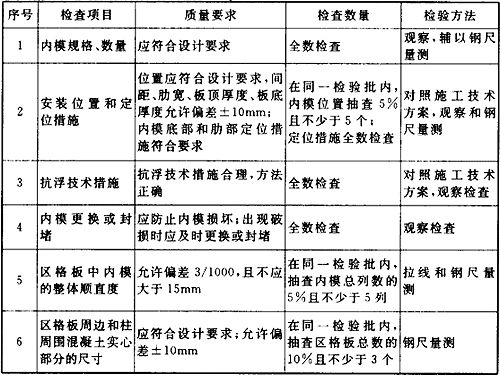 序号 检查项目 质量要求 检查数量 检验方法
1 内模规格、数量 应符合设计要求 全数检查 观察,辅以钢尺量测
2 安装位置和定位措施 位置应符合设计要求,间距、肋宽、板顶厚度、板底厚度允许偏差±10mm;内模底部和肋部定位措施符合要求 在同一检验批内,内模位置抽查5%且不少于5个;定位措施全数检查 对照施工技术方案,观察和钢尺量测
3 抗浮技术措施 抗浮技术措施合理,方法正确 全数检查 对照施工技术方案,观察检查
4 内模更换或封堵 应防止内模损坏;出现破损时应及时更换或封堵 全数检查 观察检查
5 区格板中内模的整体顺直度 允许偏差3/1000,且不应大于15mm 在同一检验批内,抽查内模总列数的5%且不少于5列 拉线和钢尺量测
6 区格板周边和柱周围混凝土实心部分的尺寸 应符合设计要求;允许偏差±10mm 在同一检验批内,抽查区格板总数的10%且不少于3个 钢尺量测